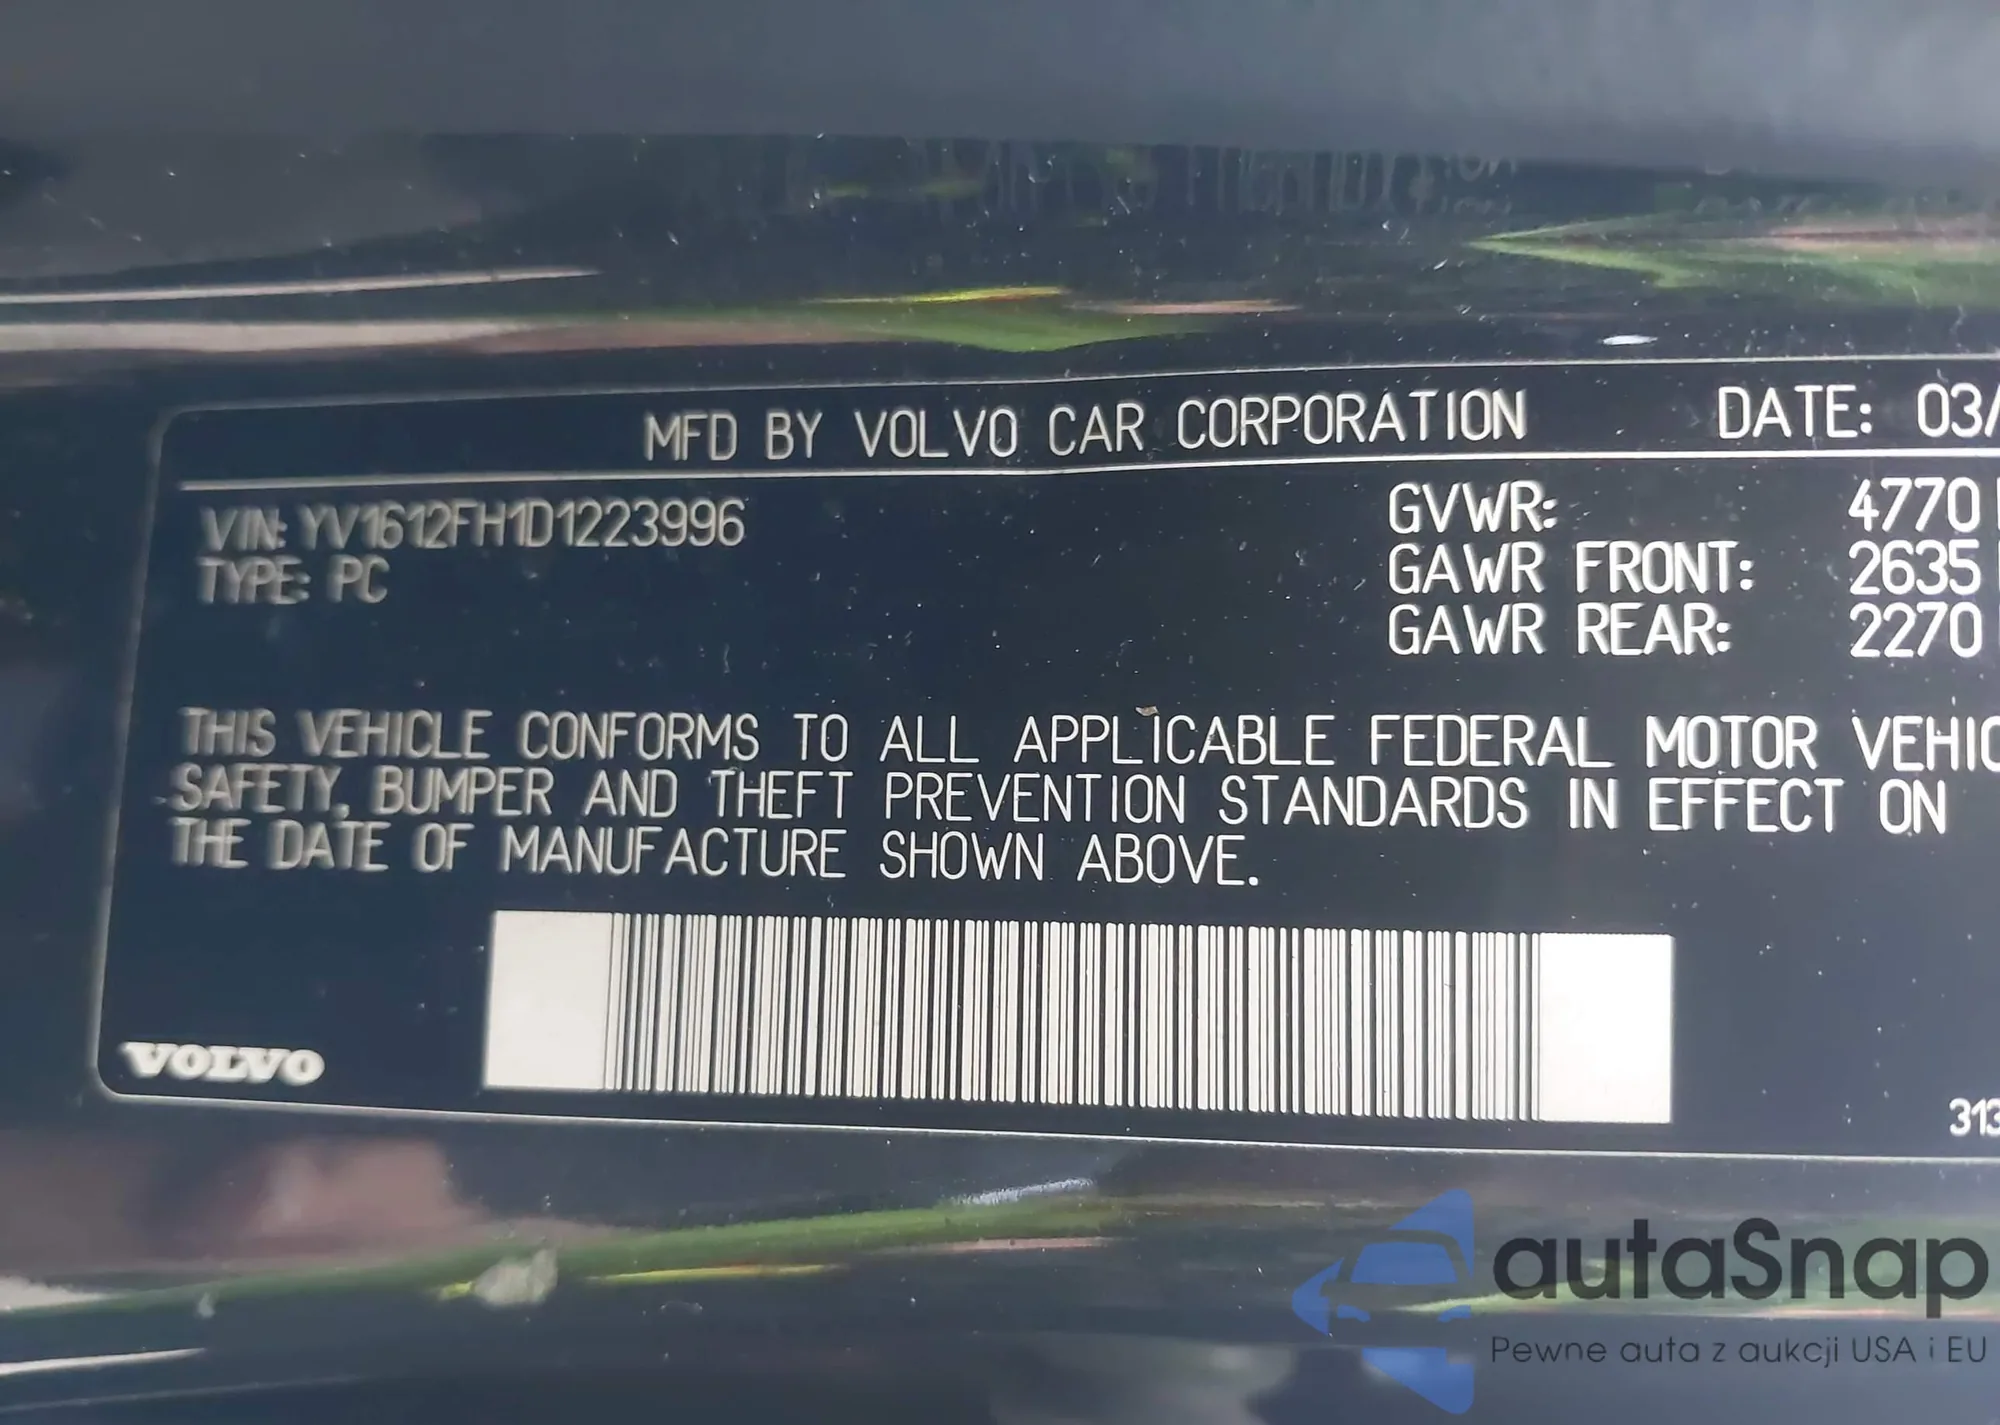 MFD BY VOLVO CAR CORPORATION DATE: 03/
VIN: YV1612FH1D1223996
TYPE: PC
GVWR: 4770
GAWR FRONT: 2635
GAWR REAR: 2270
THIS VEHICLE CONFORMS TO ALL APPLICABLE FEDERAL MOTOR VEHIC
SAFETY, BUMPER AND THEFT PREVENTION STANDARDS IN EFFECT ON
THE DATE OF MANUFACTURE SHOWN ABOVE.
VOLVO
313
autaSnap
Pewne auta z aukcji USA i EU